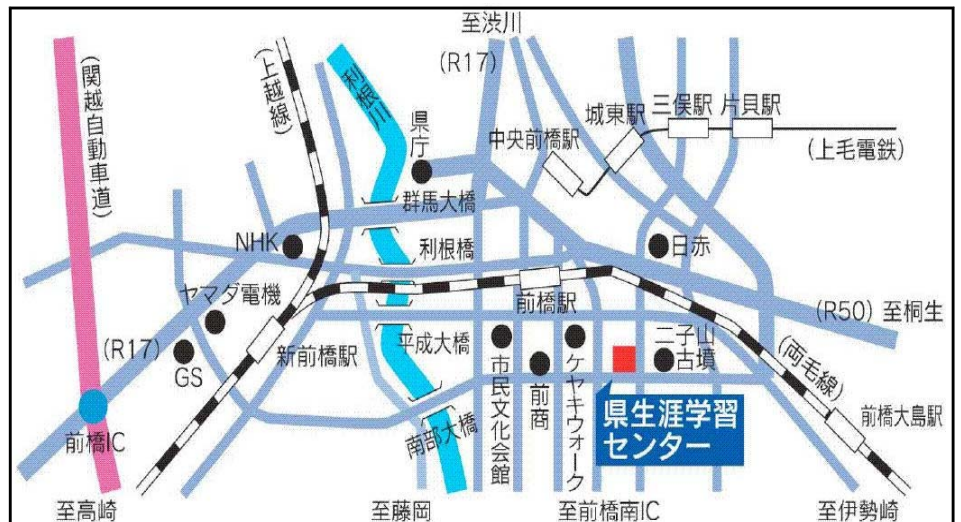 至渋川
(R17)
(関越自動車道)
(上越線)
利根川
県庁
中央前橋駅
城東駅
三俣駅
片貝駅
(上毛電鉄)
群馬大橋
NHK
利根橋
日赤
ヤマダ電機
前橋駅
(R50) 至桐生
(R17)
GS
新前橋駅
平成大橋
市民文化会館
前商
ケヤキウォーク
二子山
古墳
(両毛線)
県生涯学習
センター
前橋大島駅
前橋IC
南部大橋
至高崎
至藤岡
至前橋南IC
至伊勢崎